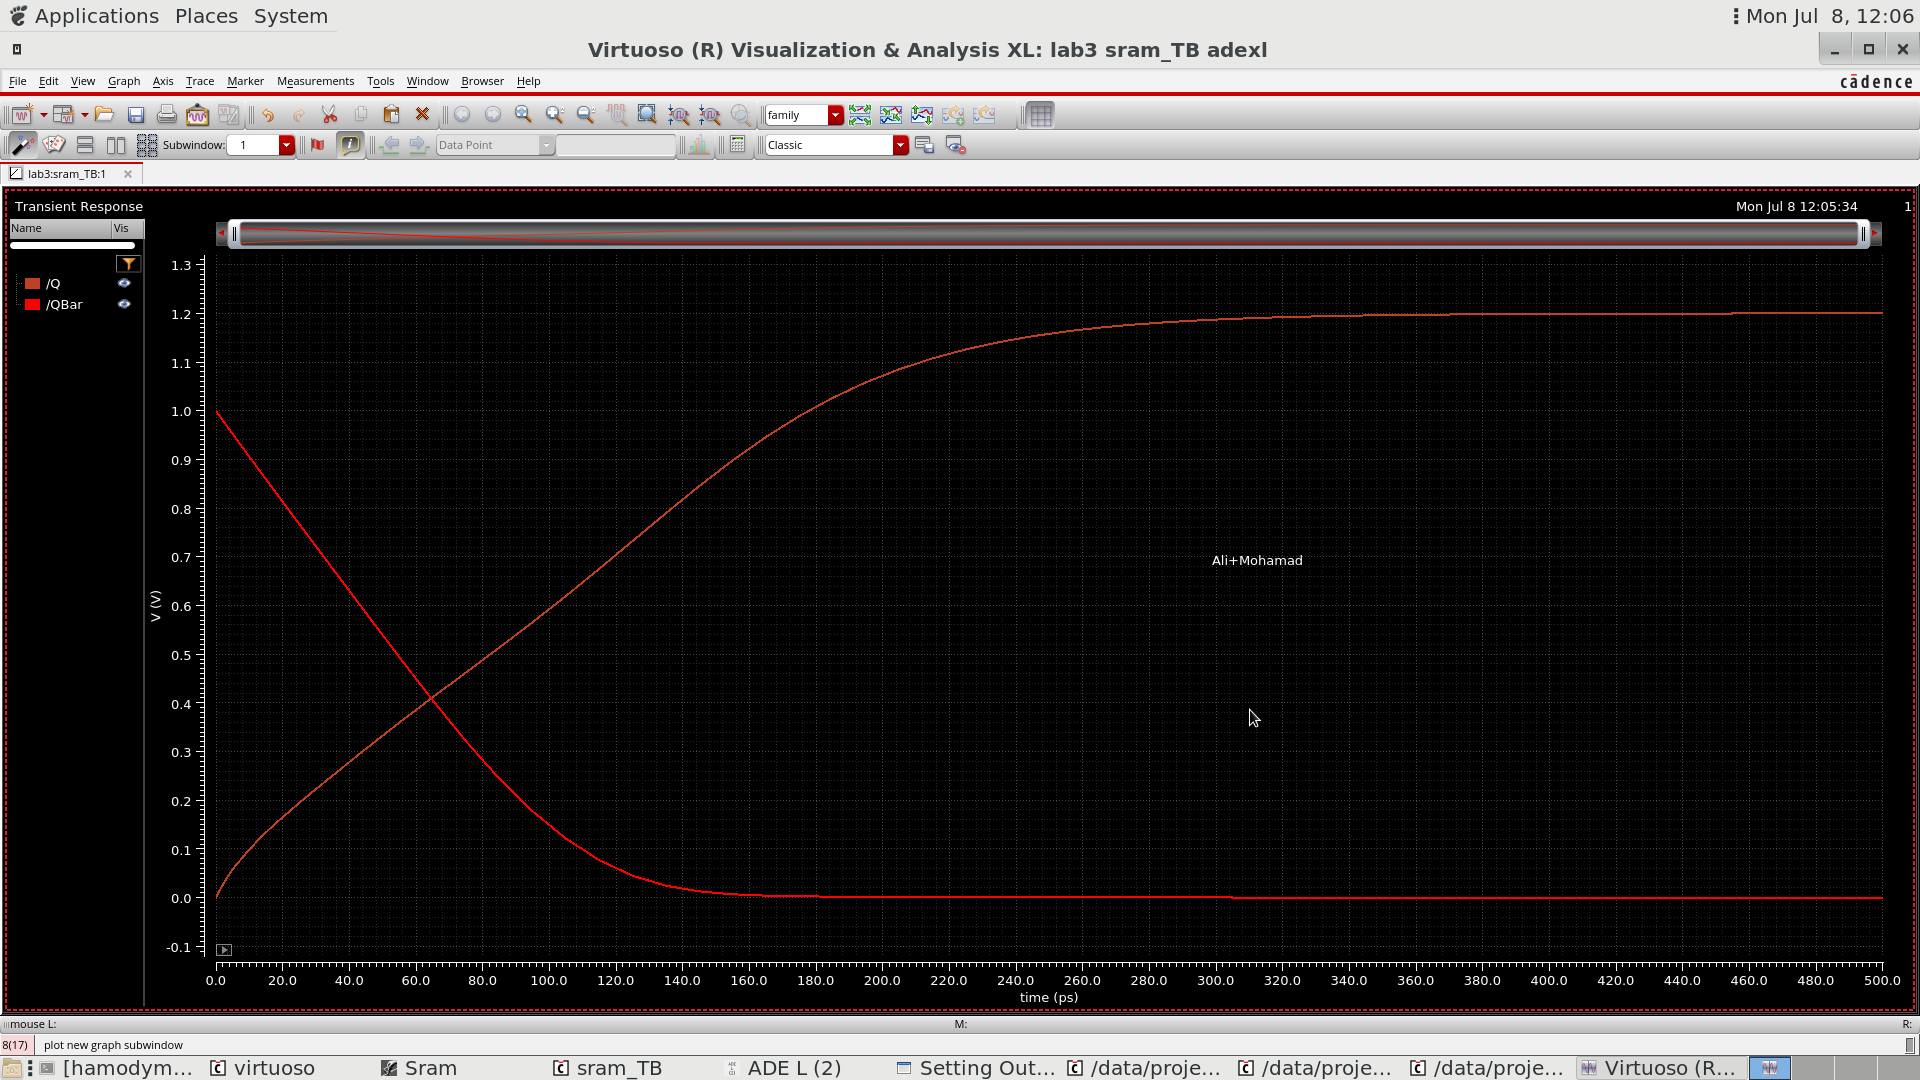 Applications Places System
Mon Jul 8, 12:06
Virtuoso (R) Visualization & Analysis XL: lab3 sram_TB adexl
File Edit View Graph Axis Trace Marker Measurements Tools Window Browser Help
cādence
family
Subwindow: 1
Data Point
Classic
lab3:sram_TB:1
Transient Response
Mon Jul 8 12:05:34
1
Name Vis
/Q
/QBar
1.3
1.2
1.1
1.0
0.9
0.8
0.7
0.6
0.5
0.4
0.3
0.2
0.1
0.0
-0.1
V (V)
Ali+Mohamad
0.0 20.0 40.0 60.0 80.0 100.0 120.0 140.0 160.0 180.0 200.0 220.0 240.0 260.0 280.0 300.0 320.0 340.0 360.0 380.0 400.0 420.0 440.0 460.0 480.0 500.0
time (ps)
mouse L: M: R:
8(17) plot new graph subwindow
[hamodym... virtuoso Sram sram_TB ADE L (2) Setting Out... /data/proje... /data/proje... /data/proje... Virtuoso (R...